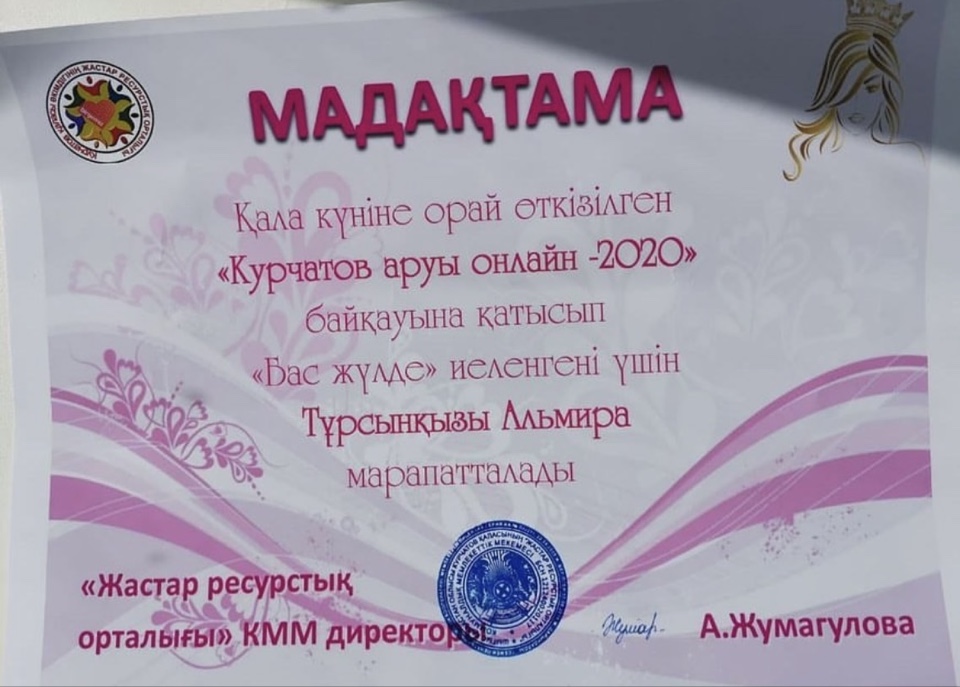 МАДАҚТАМА
Қала күніне орай өткізілген
«Курчатов аруы онлайн -2020»
байқауына қатысып
«Бас жүлде» иеленгені үшін
Тұрсынқызы Альмира
марапатталады
«Жастар ресурстық
орталығы» КММ директоры
А.Жумагулова